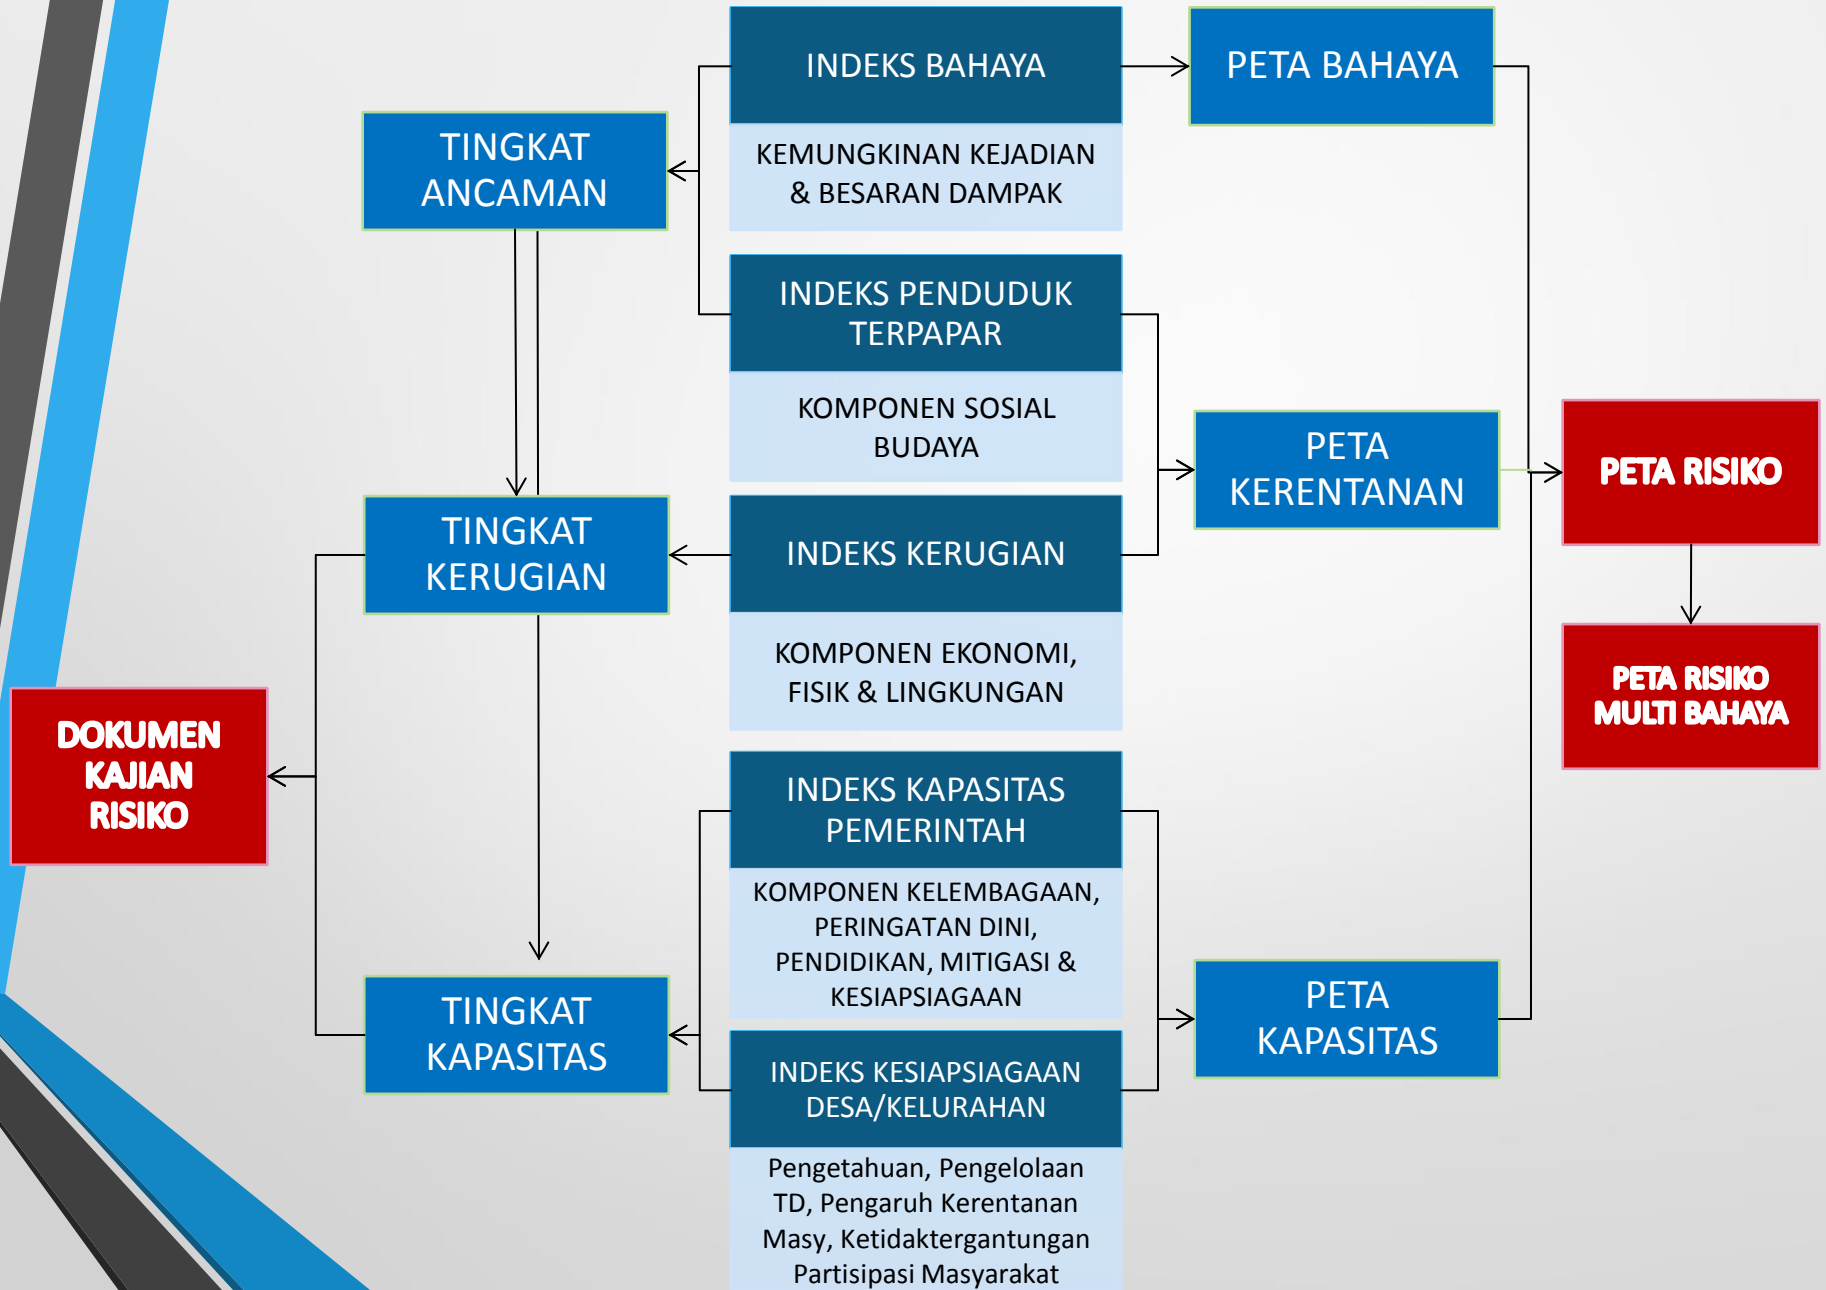 INDEKS BAHAYA
PETA BAHAYA
KEMUNGKINAN KEJADIAN
& BESARAN DAMPAK
TINGKAT
ANCAMAN
INDEKS PENDUDUK
TERPAPAR
KOMPONEN SOSIAL
BUDAYA
PETA
KERENTANAN
PETA RISIKO
TINGKAT
KERUGIAN
INDEKS KERUGIAN
KOMPONEN EKONOMI,
FISIK & LINGKUNGAN
PETA RISIKO
MULTI BAHAYA
DOKUMEN
KAJIAN
RISIKO
INDEKS KAPASITAS
PEMERINTAH
KOMPONEN KELEMBAGAAN,
PERINGATAN DINI,
PENDIDIKAN, MITIGASI &
KESIAPSIAGAAN
TINGKAT
KAPASITAS
PETA
KAPASITAS
INDEKS KESIAPSIAGAAN
DESA/KELURAHAN
Pengetahuan, Pengelolaan
TD, Pengaruh Kerentanan
Masy, Ketidaktergantungan
Partisipasi Masyarakat